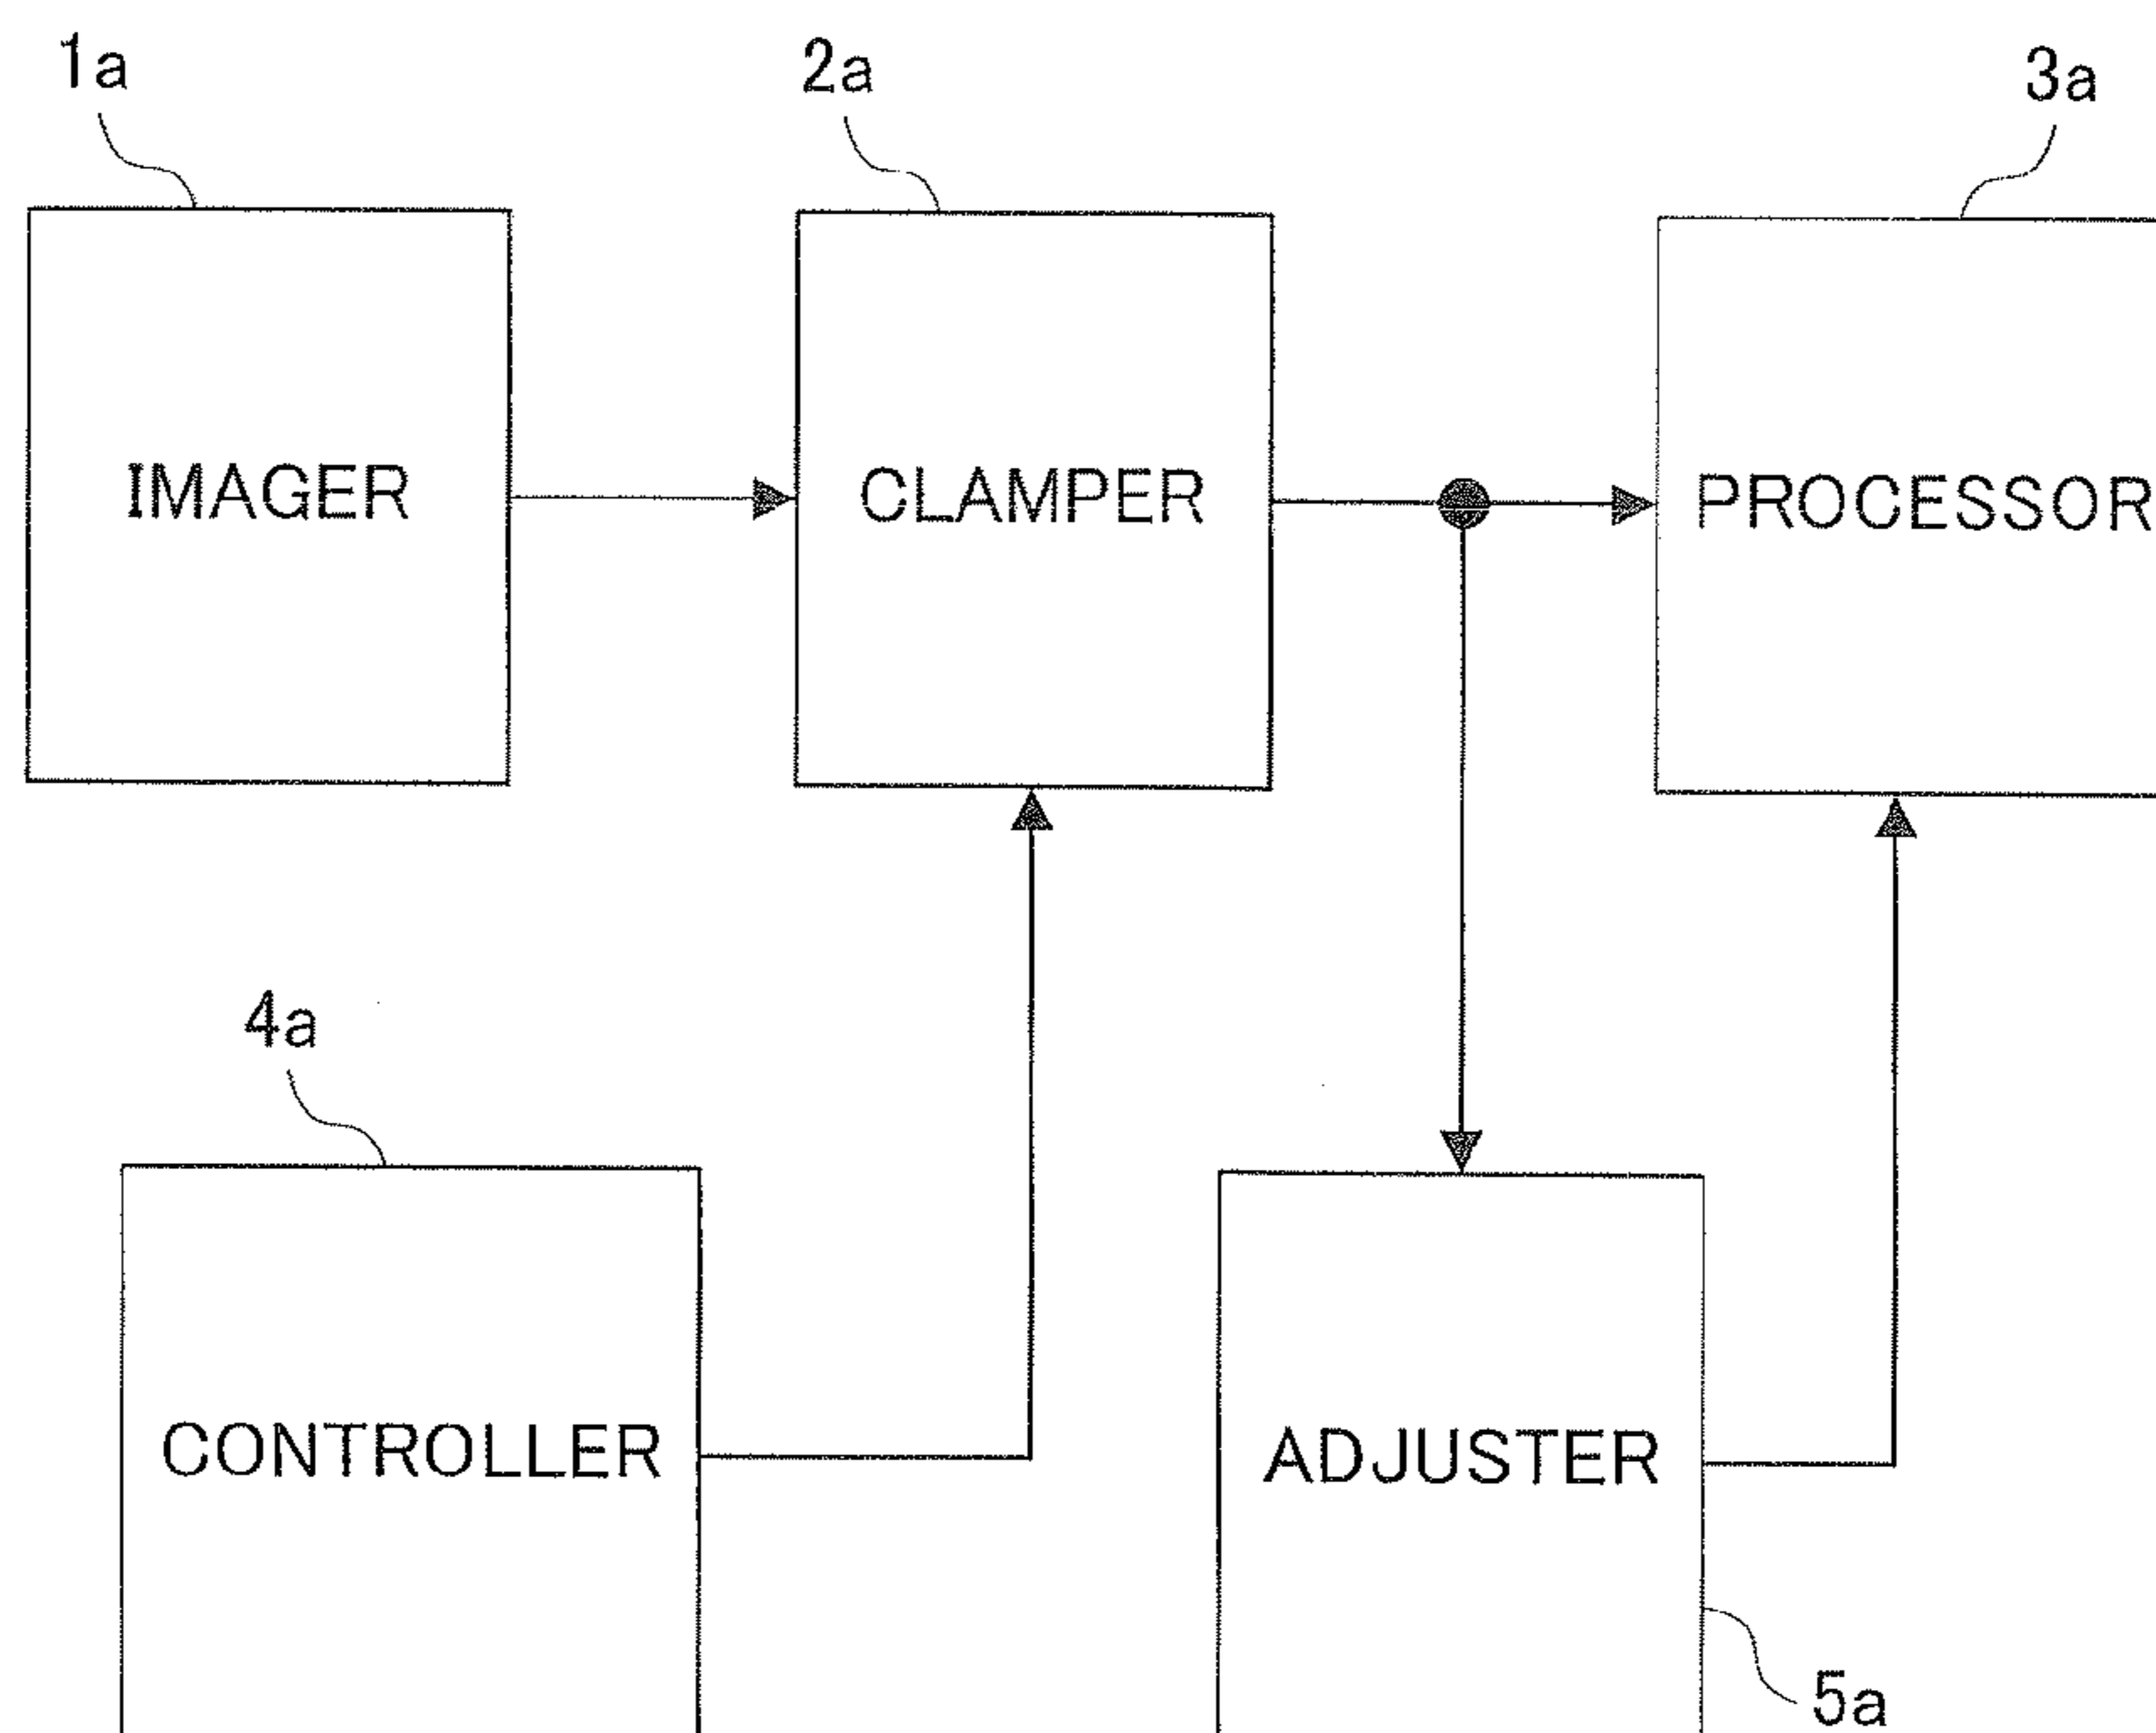 1a
2a
3a
IMAGER
CLAMPER
PROCESSOR
4a
CONTROLLER
ADJUSTER
5a